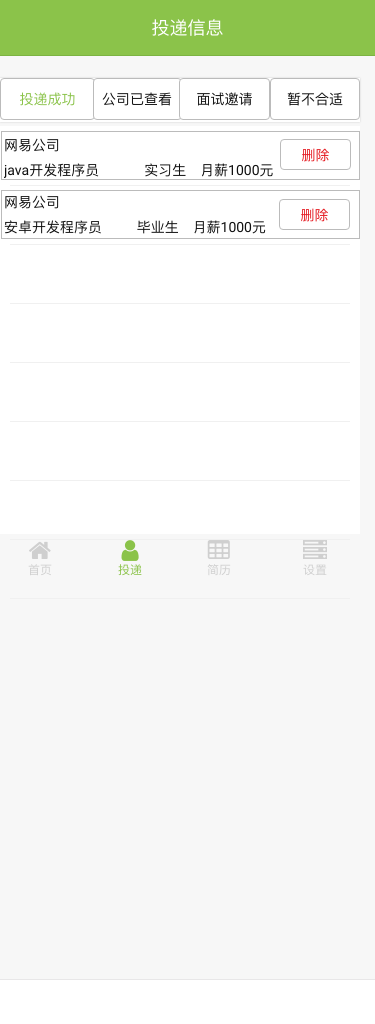 投递信息
投递成功 公司已查看 面试邀请 暂不合适
网易公司
java开发程序员 实习生 月薪1000元 删除
网易公司
安卓开发程序员 毕业生 月薪1000元 删除
首页 投递 简历 设置